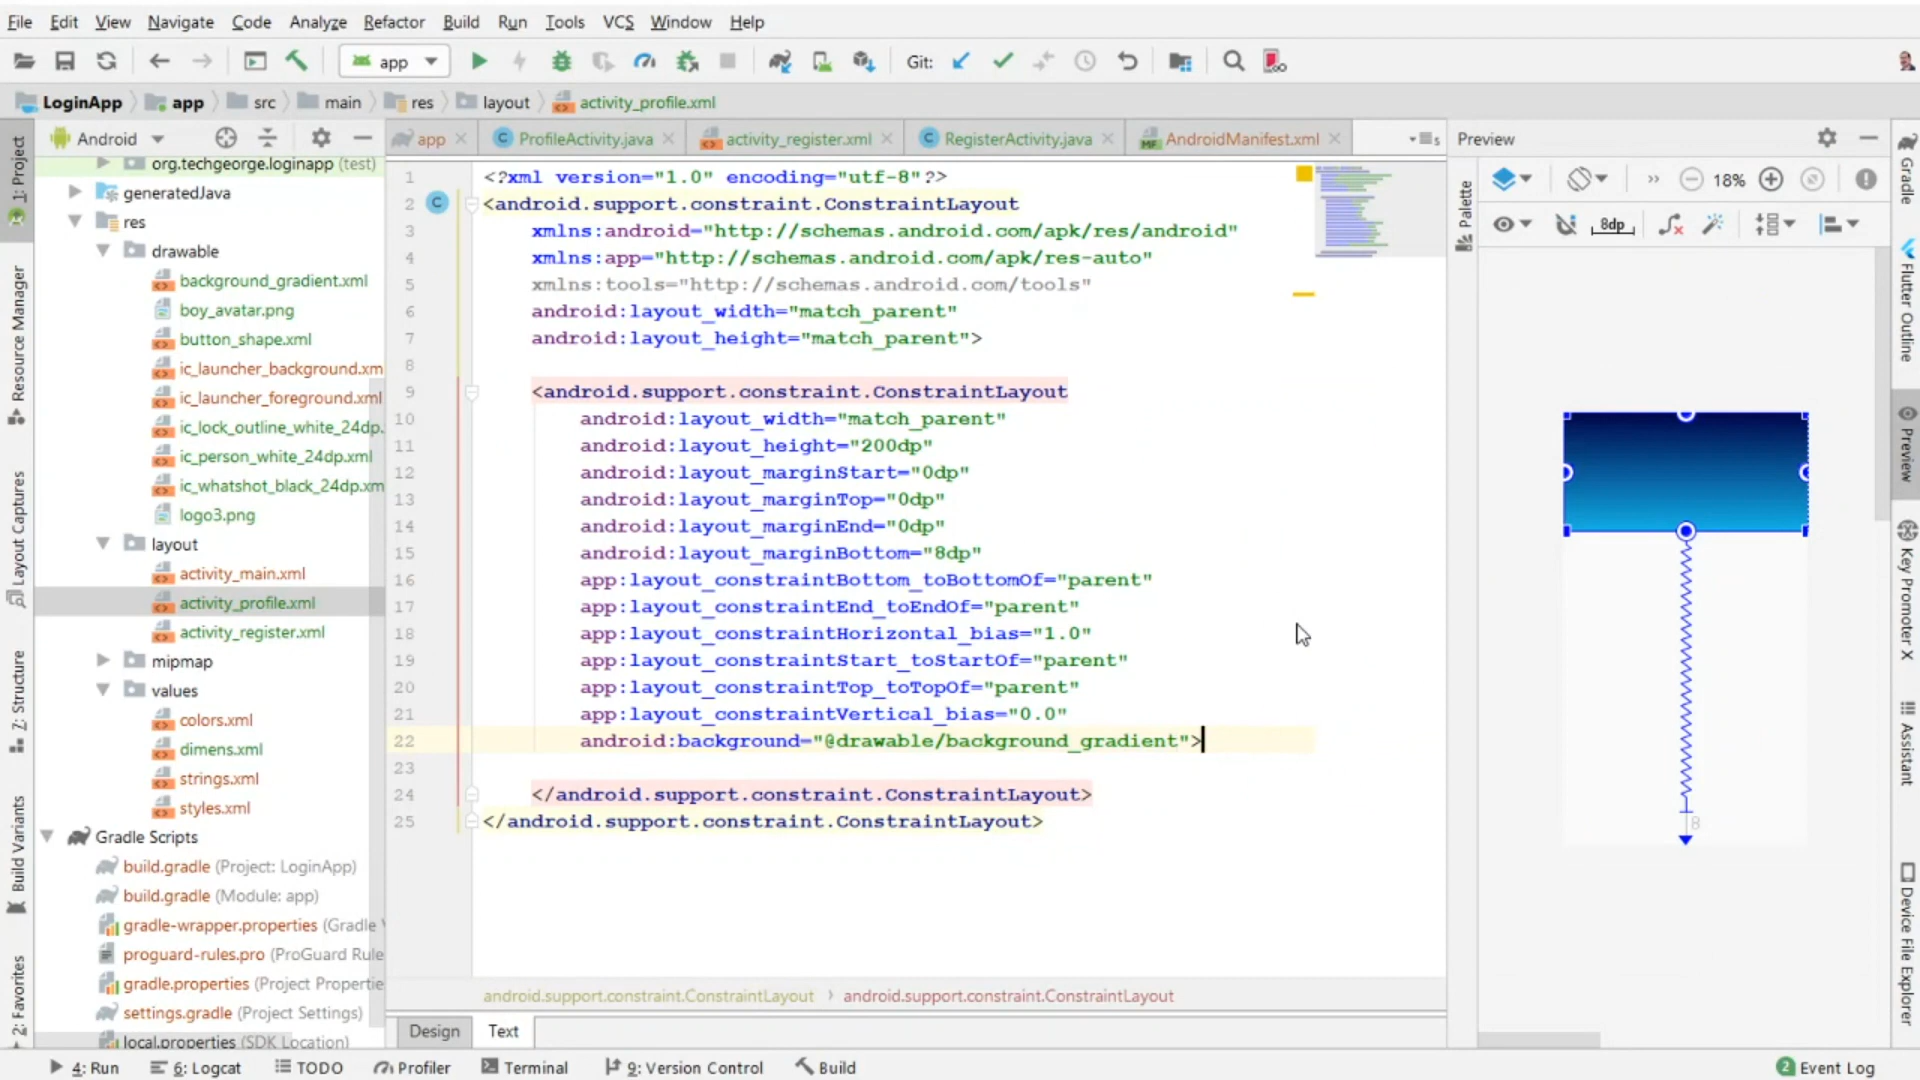 File Edit View Navigate Code Analyze Refactor Build Run Tools VCS Window Help
app Git:
LoginApp app src main res layout activity_profile.xml
Android
app ProfileActivity.java activity_register.xml RegisterActivity.java AndroidManifest.xml
Preview
1: Project
Resource Manager
Layout Captures
7: Structure
Build Variants
2: Favorites
org.techgeorge.loginapp (test)
generatedJava
res
drawable
background_gradient.xml
boy_avatar.png
button_shape.xml
ic_launcher_background.xm
ic_launcher_foreground.xml
ic_lock_outline_white_24dp.
ic_person_white_24dp.xml
ic_whatshot_black_24dp.xm
logo3.png
layout
activity_main.xml
activity_profile.xml
activity_register.xml
mipmap
values
colors.xml
dimens.xml
strings.xml
styles.xml
Gradle Scripts
build.gradle (Project: LoginApp)
build.gradle (Module: app)
gradle-wrapper.properties (Gradle
proguard-rules.pro (ProGuard Rule
gradle.properties (Project Propertie
settings.gradle (Project Settings)
local.properties (SDK Location)
1 <?xml version="1.0" encoding="utf-8"?>
2 <android.support.constraint.ConstraintLayout
3 xmlns:android="http://schemas.android.com/apk/res/android"
4 xmlns:app="http://schemas.android.com/apk/res-auto"
5 xmlns:tools="http://schemas.android.com/tools"
6 android:layout_width="match_parent"
7 android:layout_height="match_parent">
8
9 <android.support.constraint.ConstraintLayout
10 android:layout_width="match_parent"
11 android:layout_height="200dp"
12 android:layout_marginStart="0dp"
13 android:layout_marginTop="0dp"
14 android:layout_marginEnd="0dp"
15 android:layout_marginBottom="8dp"
16 app:layout_constraintBottom_toBottomOf="parent"
17 app:layout_constraintEnd_toEndOf="parent"
18 app:layout_constraintHorizontal_bias="1.0"
19 app:layout_constraintStart_toStartOf="parent"
20 app:layout_constraintTop_toTopOf="parent"
21 app:layout_constraintVertical_bias="0.0"
22 android:background="@drawable/background_gradient">
23
24 </android.support.constraint.ConstraintLayout>
25 </android.support.constraint.ConstraintLayout>
android.support.constraint.ConstraintLayout › android.support.constraint.ConstraintLayout
Design Text
Palette
18%
8dp
8
Gradle
Flutter Outline
Preview
Key Promoter X
Assistant
Device File Explorer
4: Run 6: Logcat TODO Profiler Terminal 9: Version Control Build 2 Event Log